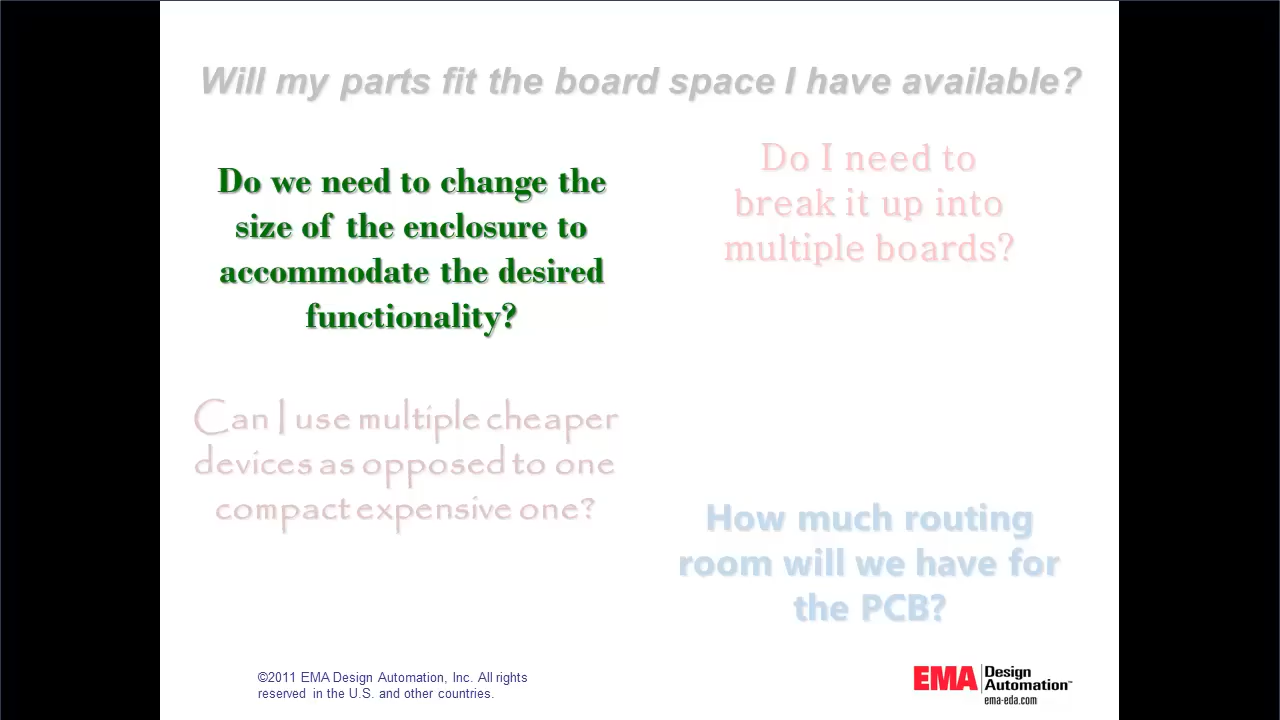 Will my parts fit the board space I have available?
Do we need to change the
size of the enclosure to
accommodate the desired
functionality?
Do I need to
break it up into
multiple boards?
Can I use multiple cheaper
devices as opposed to one
compact expensive one?
How much routing
room will we have for
the PCB?
©2011 EMA Design Automation, Inc. All rights
reserved in the U.S. and other countries.
EMA Design
Automation™
ema-eda.com